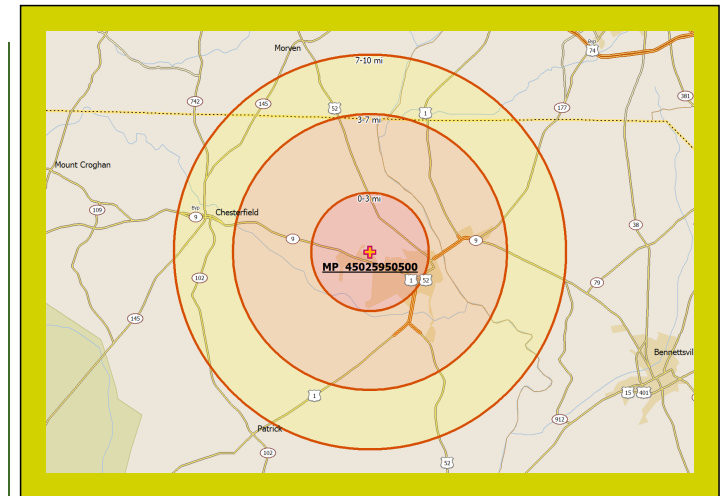 Morven
7-10 mi
Byp
74
742
145
52
1
177
381
3-7 mi
Mount Croghan
0-3 mi
109
Byp
9
Chesterfield
9
9
38
MP_45025950500
102
1
52
79
145
Bennettsvil
1
15
401
Patrick
912
102
52